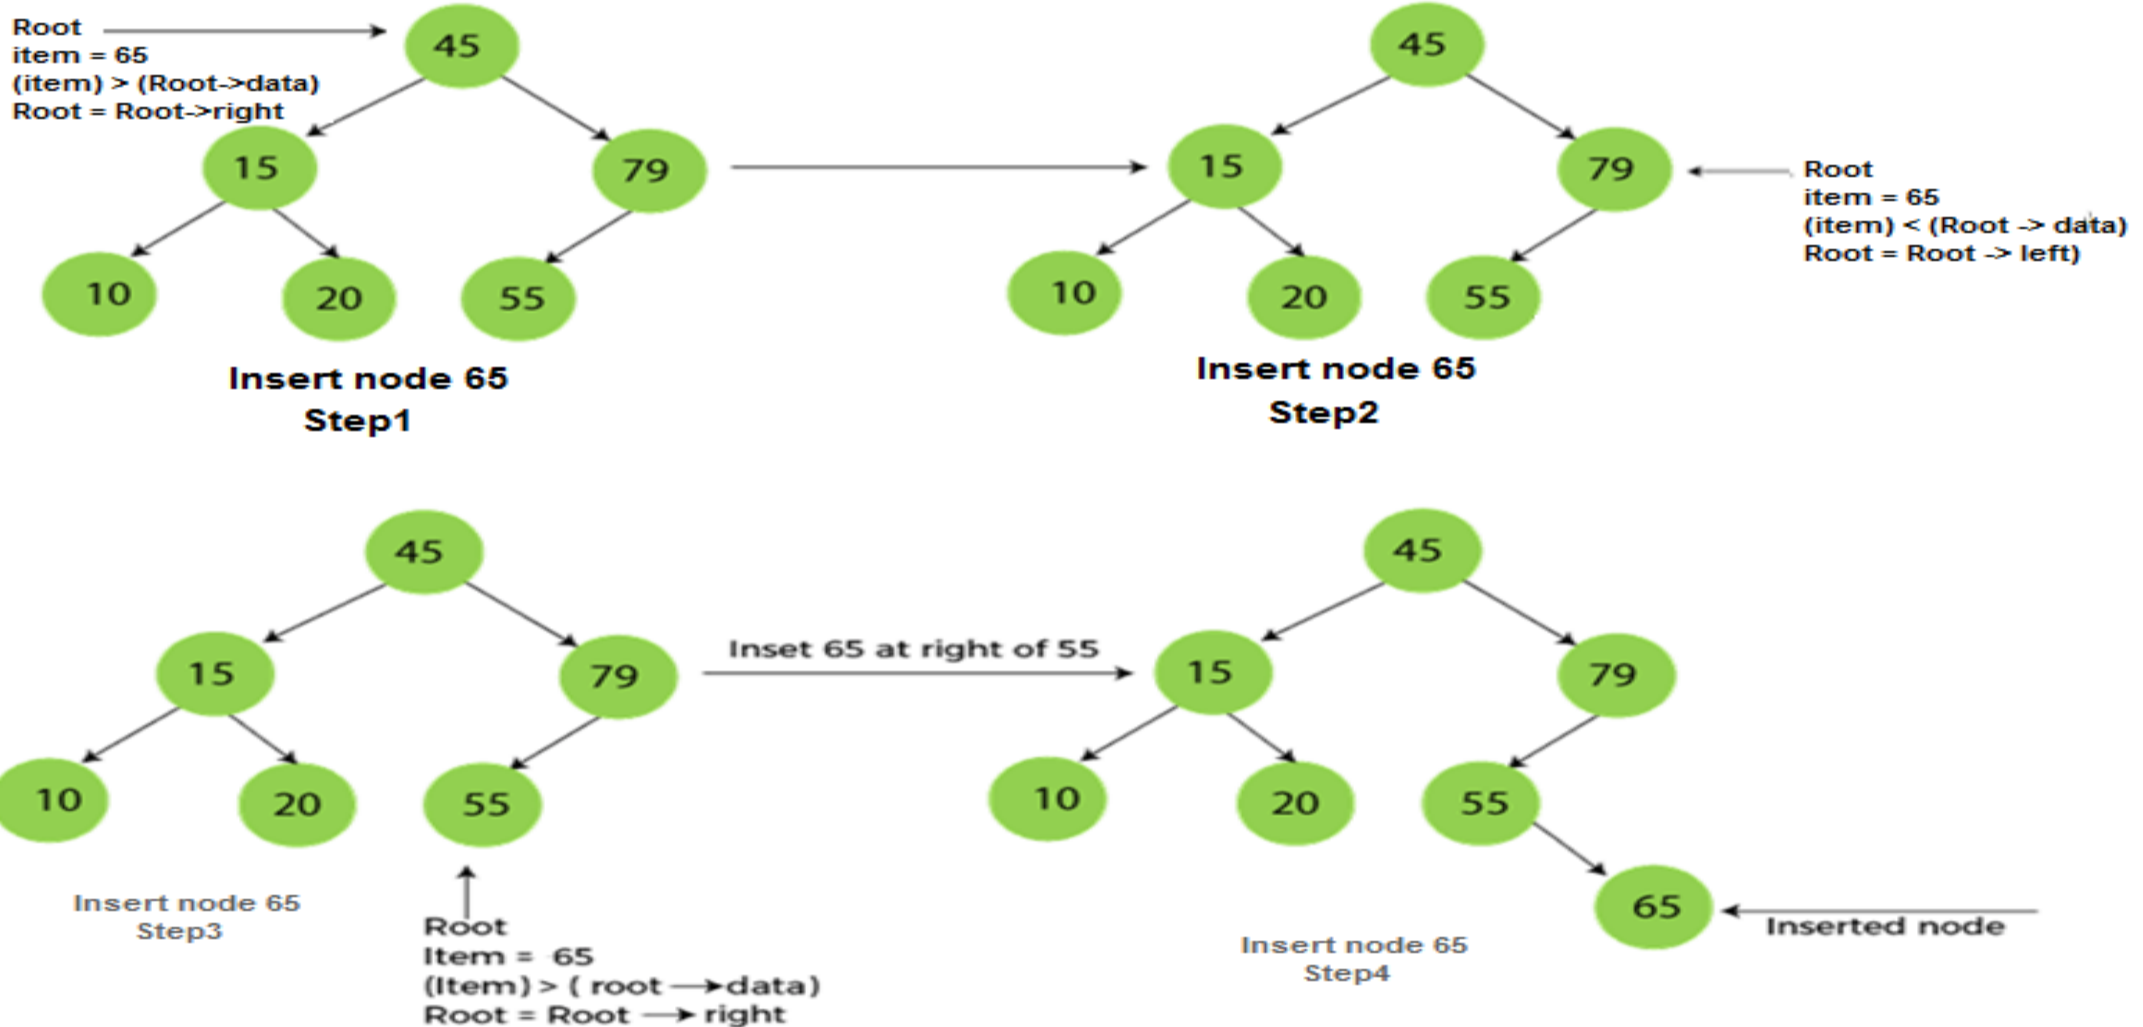 Root
item = 65
(item) > (Root->data)
Root = Root->right
45
15
79
10
20
55
Insert node 65
Step1
45
15
79
10
20
55
Root
item = 65
(item) < (Root -> data)
Root = Root -> left)
Insert node 65
Step2
45
15
79
10
20
55
Insert node 65
Step3
Root
Item = 65
(Item) > ( root → data)
Root = Root → right
Inset 65 at right of 55
45
15
79
10
20
55
65
Inserted node
Insert node 65
Step4